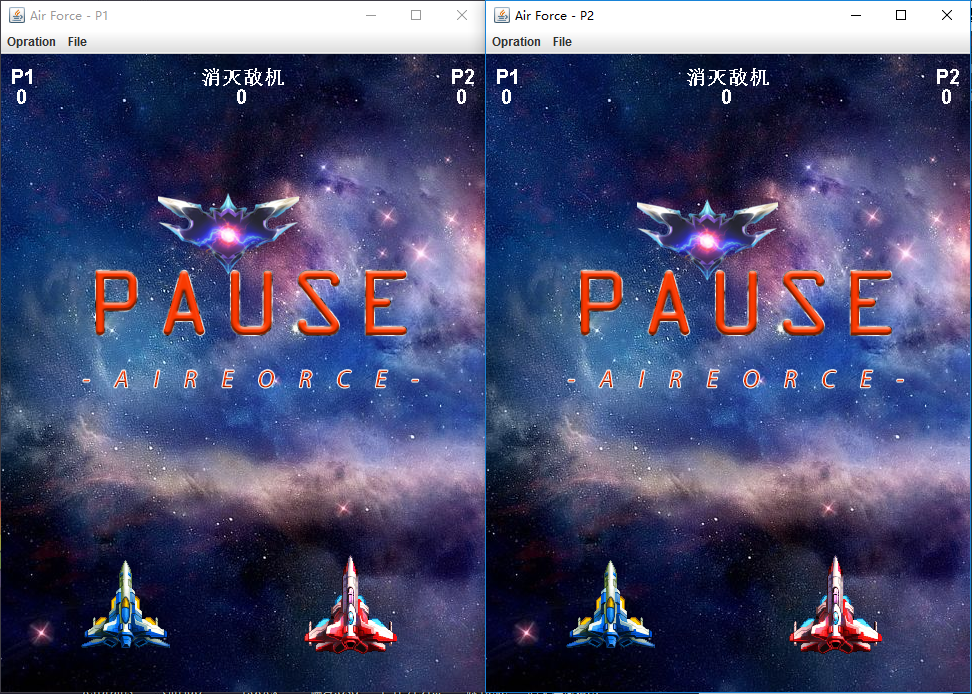 Air Force - P1
Opration File
P1 消灭敌机 P2
0 0 0
PAUSE
- AIREORCE -
Air Force - P2
Opration File
P1 消灭敌机 P2
0 0 0
PAUSE
- AIREORCE -